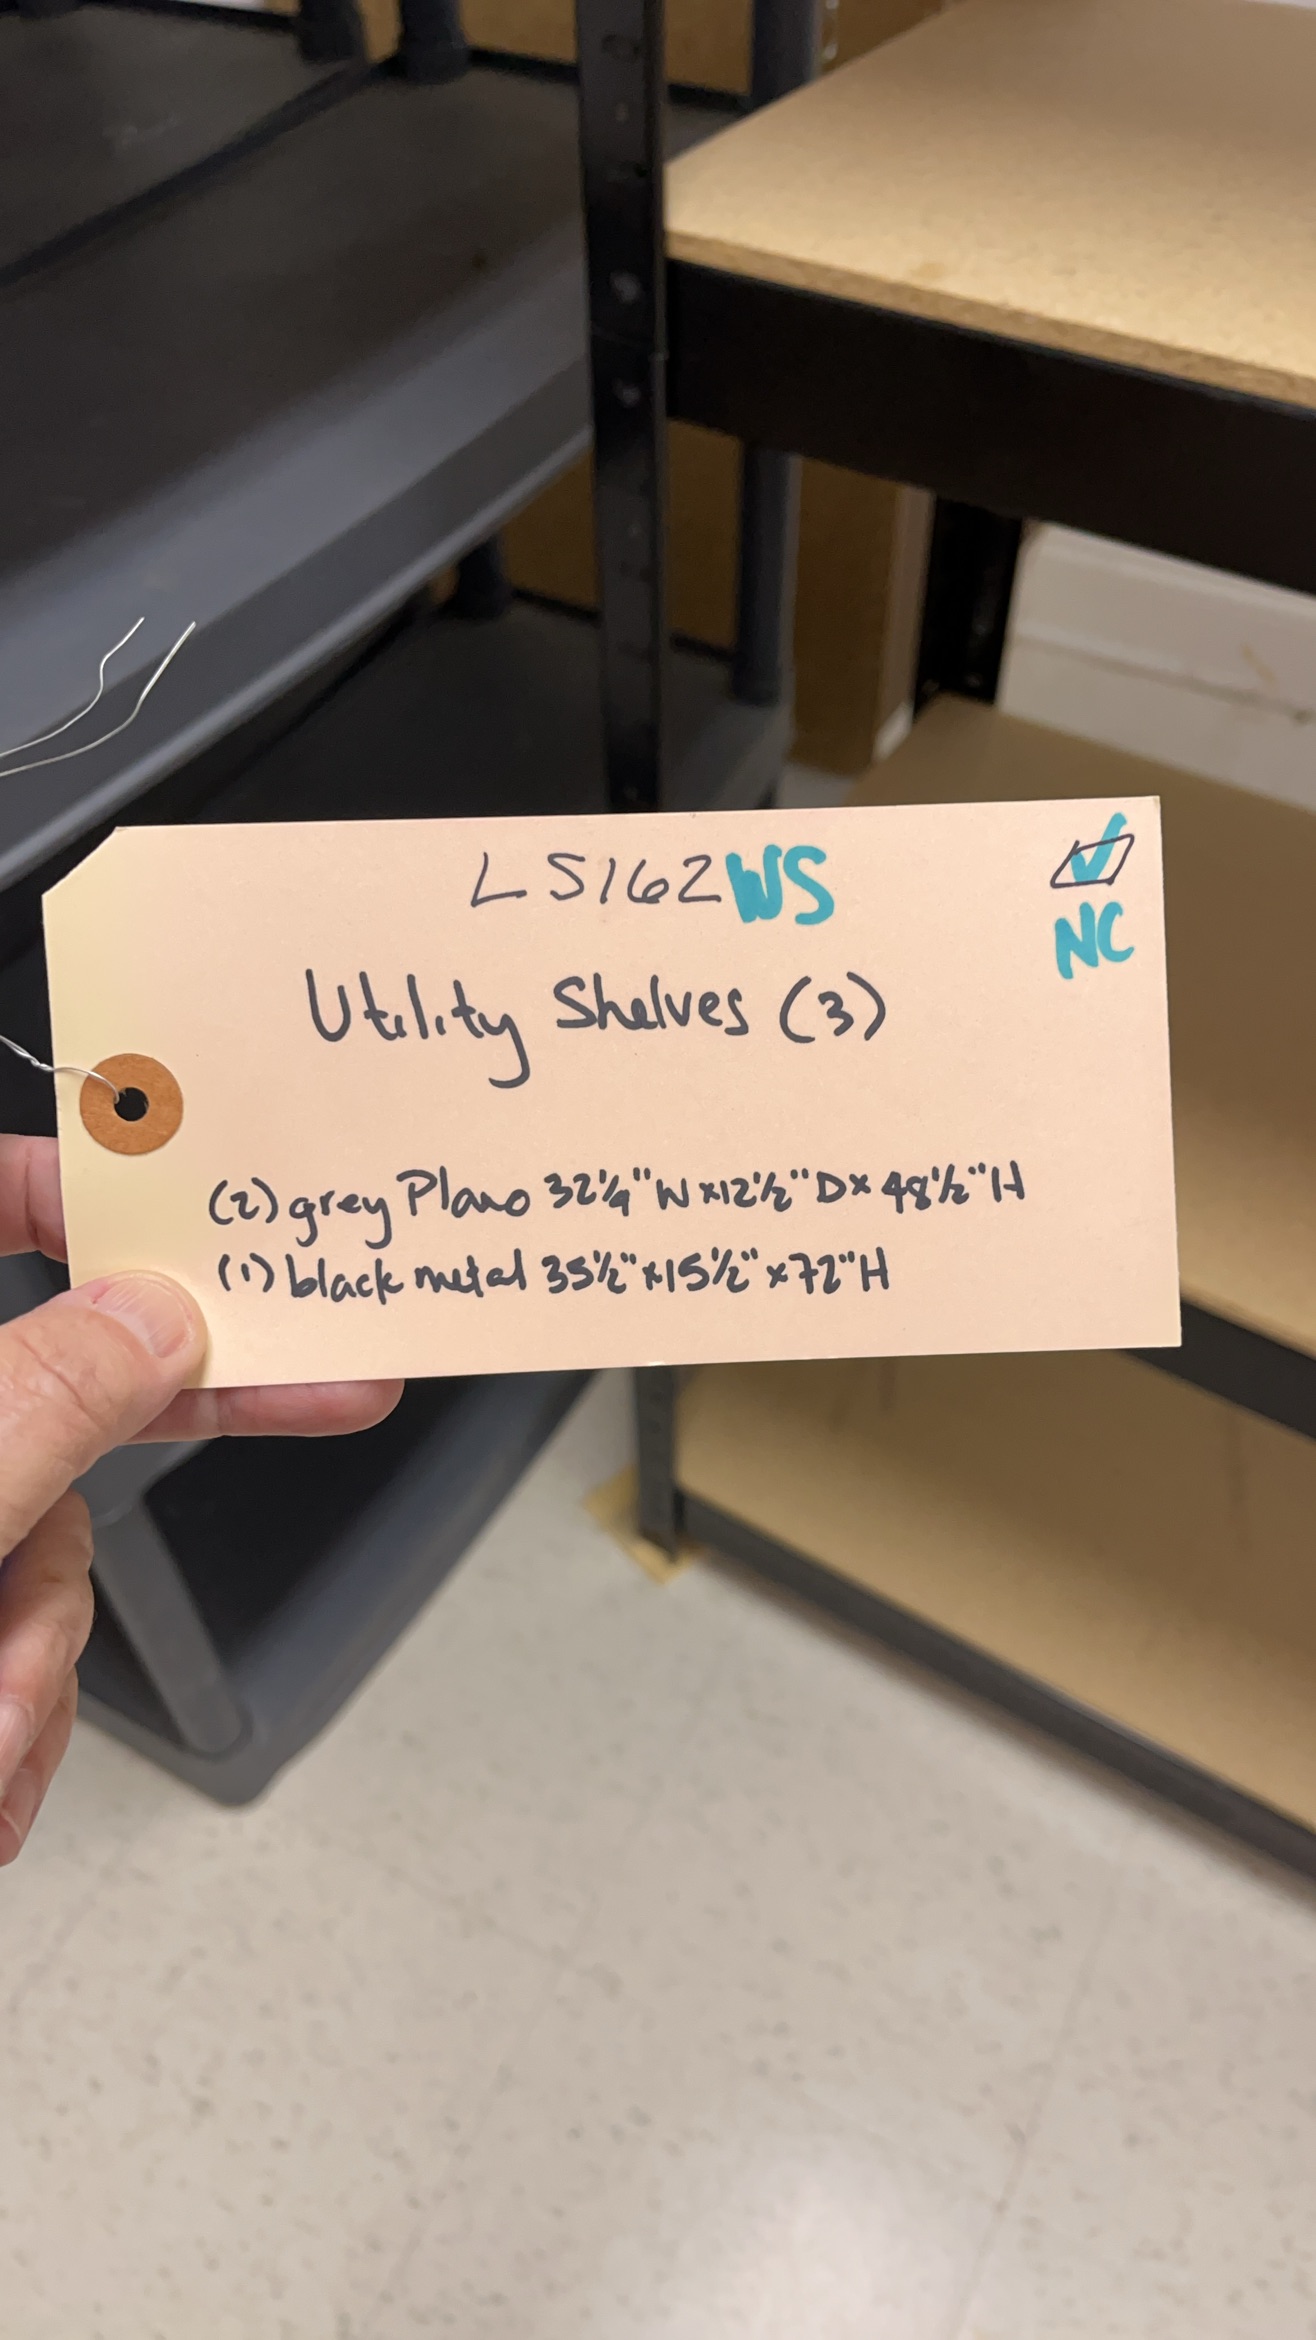 LS162WS
NC
Utility Shelves (3)
(2) grey Plano 32¼"W x 12½"D x 48½"H
(1) black metal 35½" x 15½" x 72"H